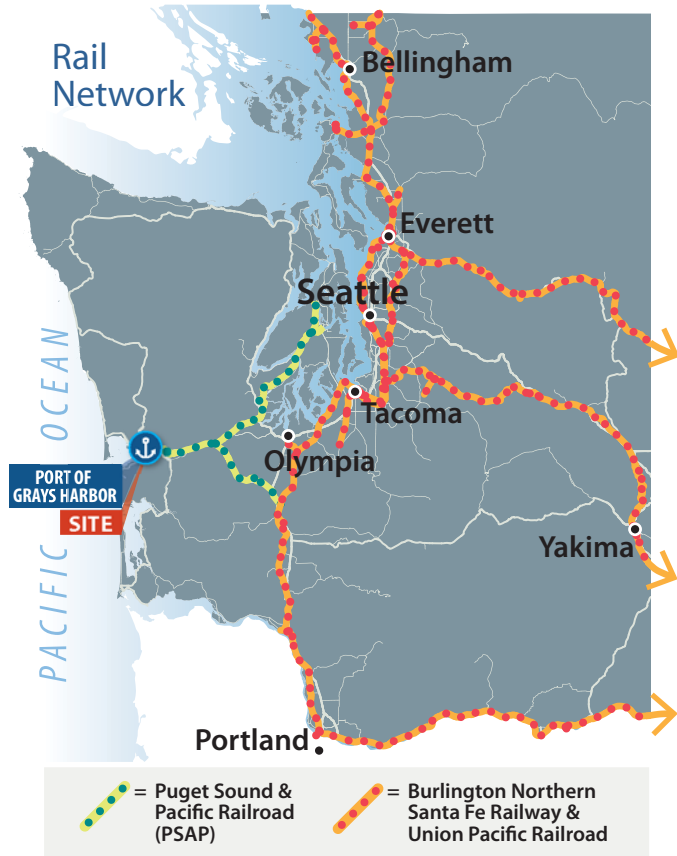 Rail
Network
Bellingham
Everett
Seattle
Tacoma
Olympia
PACIFIC OCEAN
PORT OF
GRAYS HARBOR
SITE
Yakima
Portland
= Puget Sound &
Pacific Railroad
(PSAP)
= Burlington Northern
Santa Fe Railway &
Union Pacific Railroad